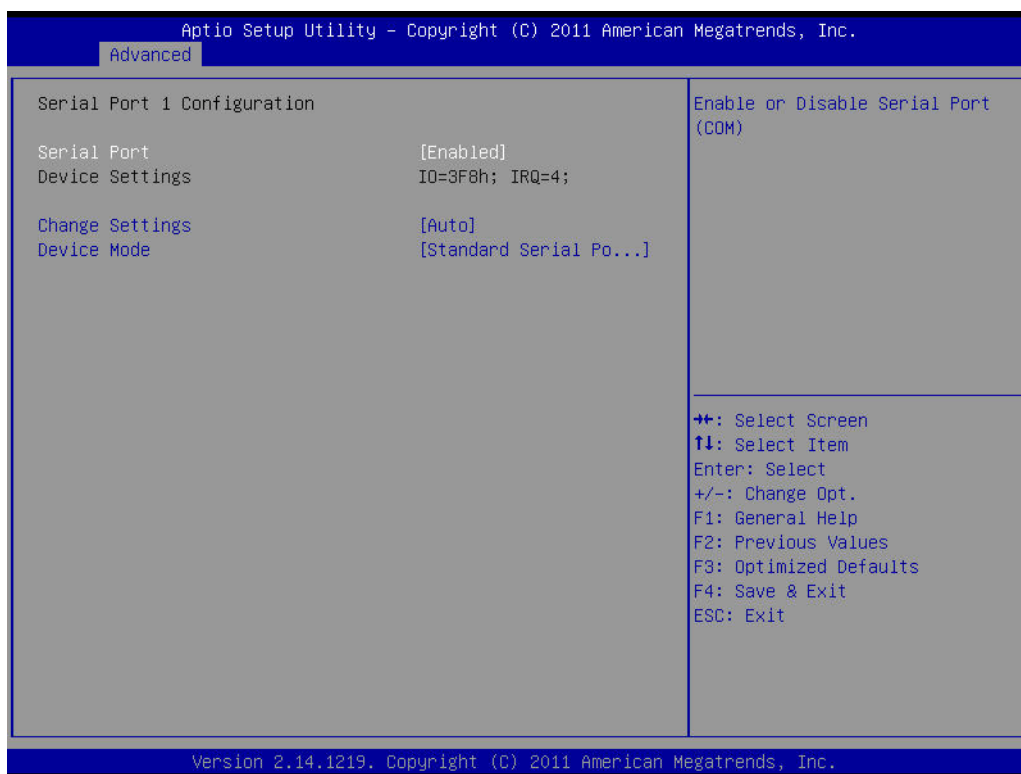 Aptio Setup Utility – Copyright (C) 2011 American Megatrends, Inc.
Advanced
Serial Port 1 Configuration
Serial Port [Enabled]
Device Settings IO=3F8h; IRQ=4;
Change Settings [Auto]
Device Mode [Standard Serial Po...]
Enable or Disable Serial Port
(COM)
→←: Select Screen
↑↓: Select Item
Enter: Select
+/-: Change Opt.
F1: General Help
F2: Previous Values
F3: Optimized Defaults
F4: Save & Exit
ESC: Exit
Version 2.14.1219. Copyright (C) 2011 American Megatrends, Inc.